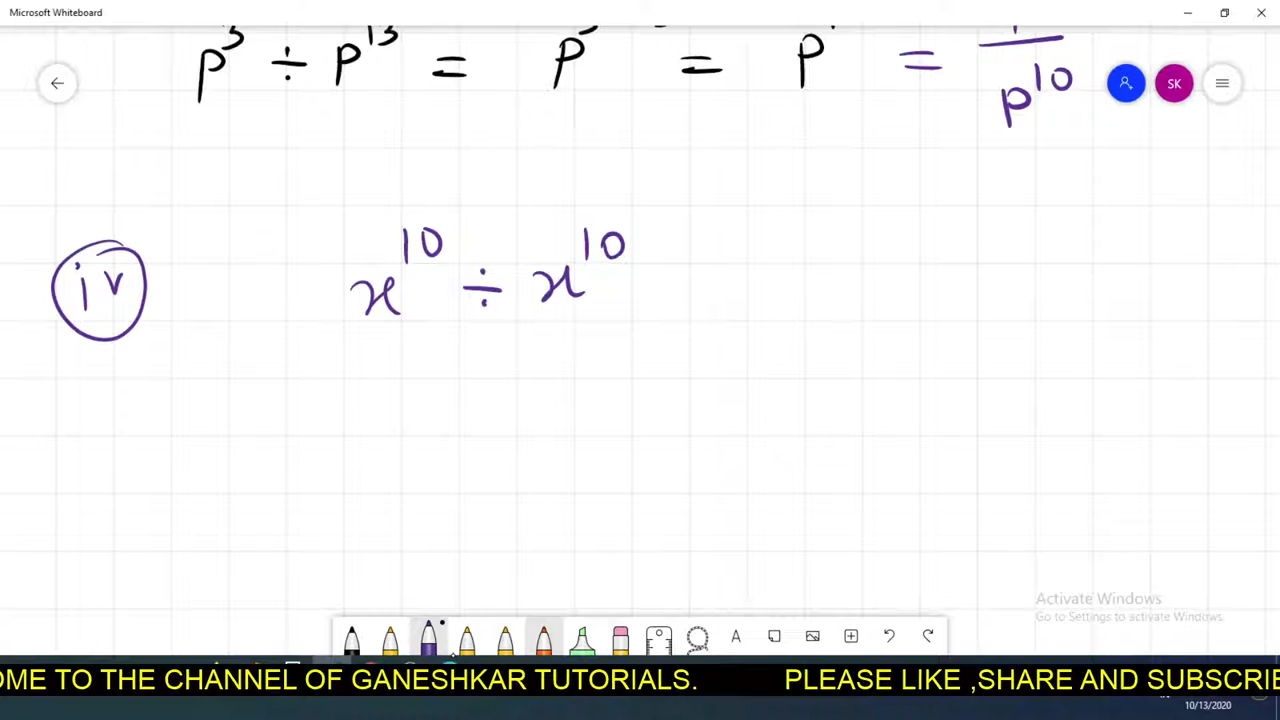 Microsoft Whiteboard
p³ ÷ p¹³ = p = p = 1/p¹⁰
SK
iv x¹⁰ ÷ x¹⁰
Activate Windows
Go to Settings to activate Windows.
A
OME TO THE CHANNEL OF GANESHKAR TUTORIALS. PLEASE LIKE ,SHARE AND SUBSCRIE
10/13/2020